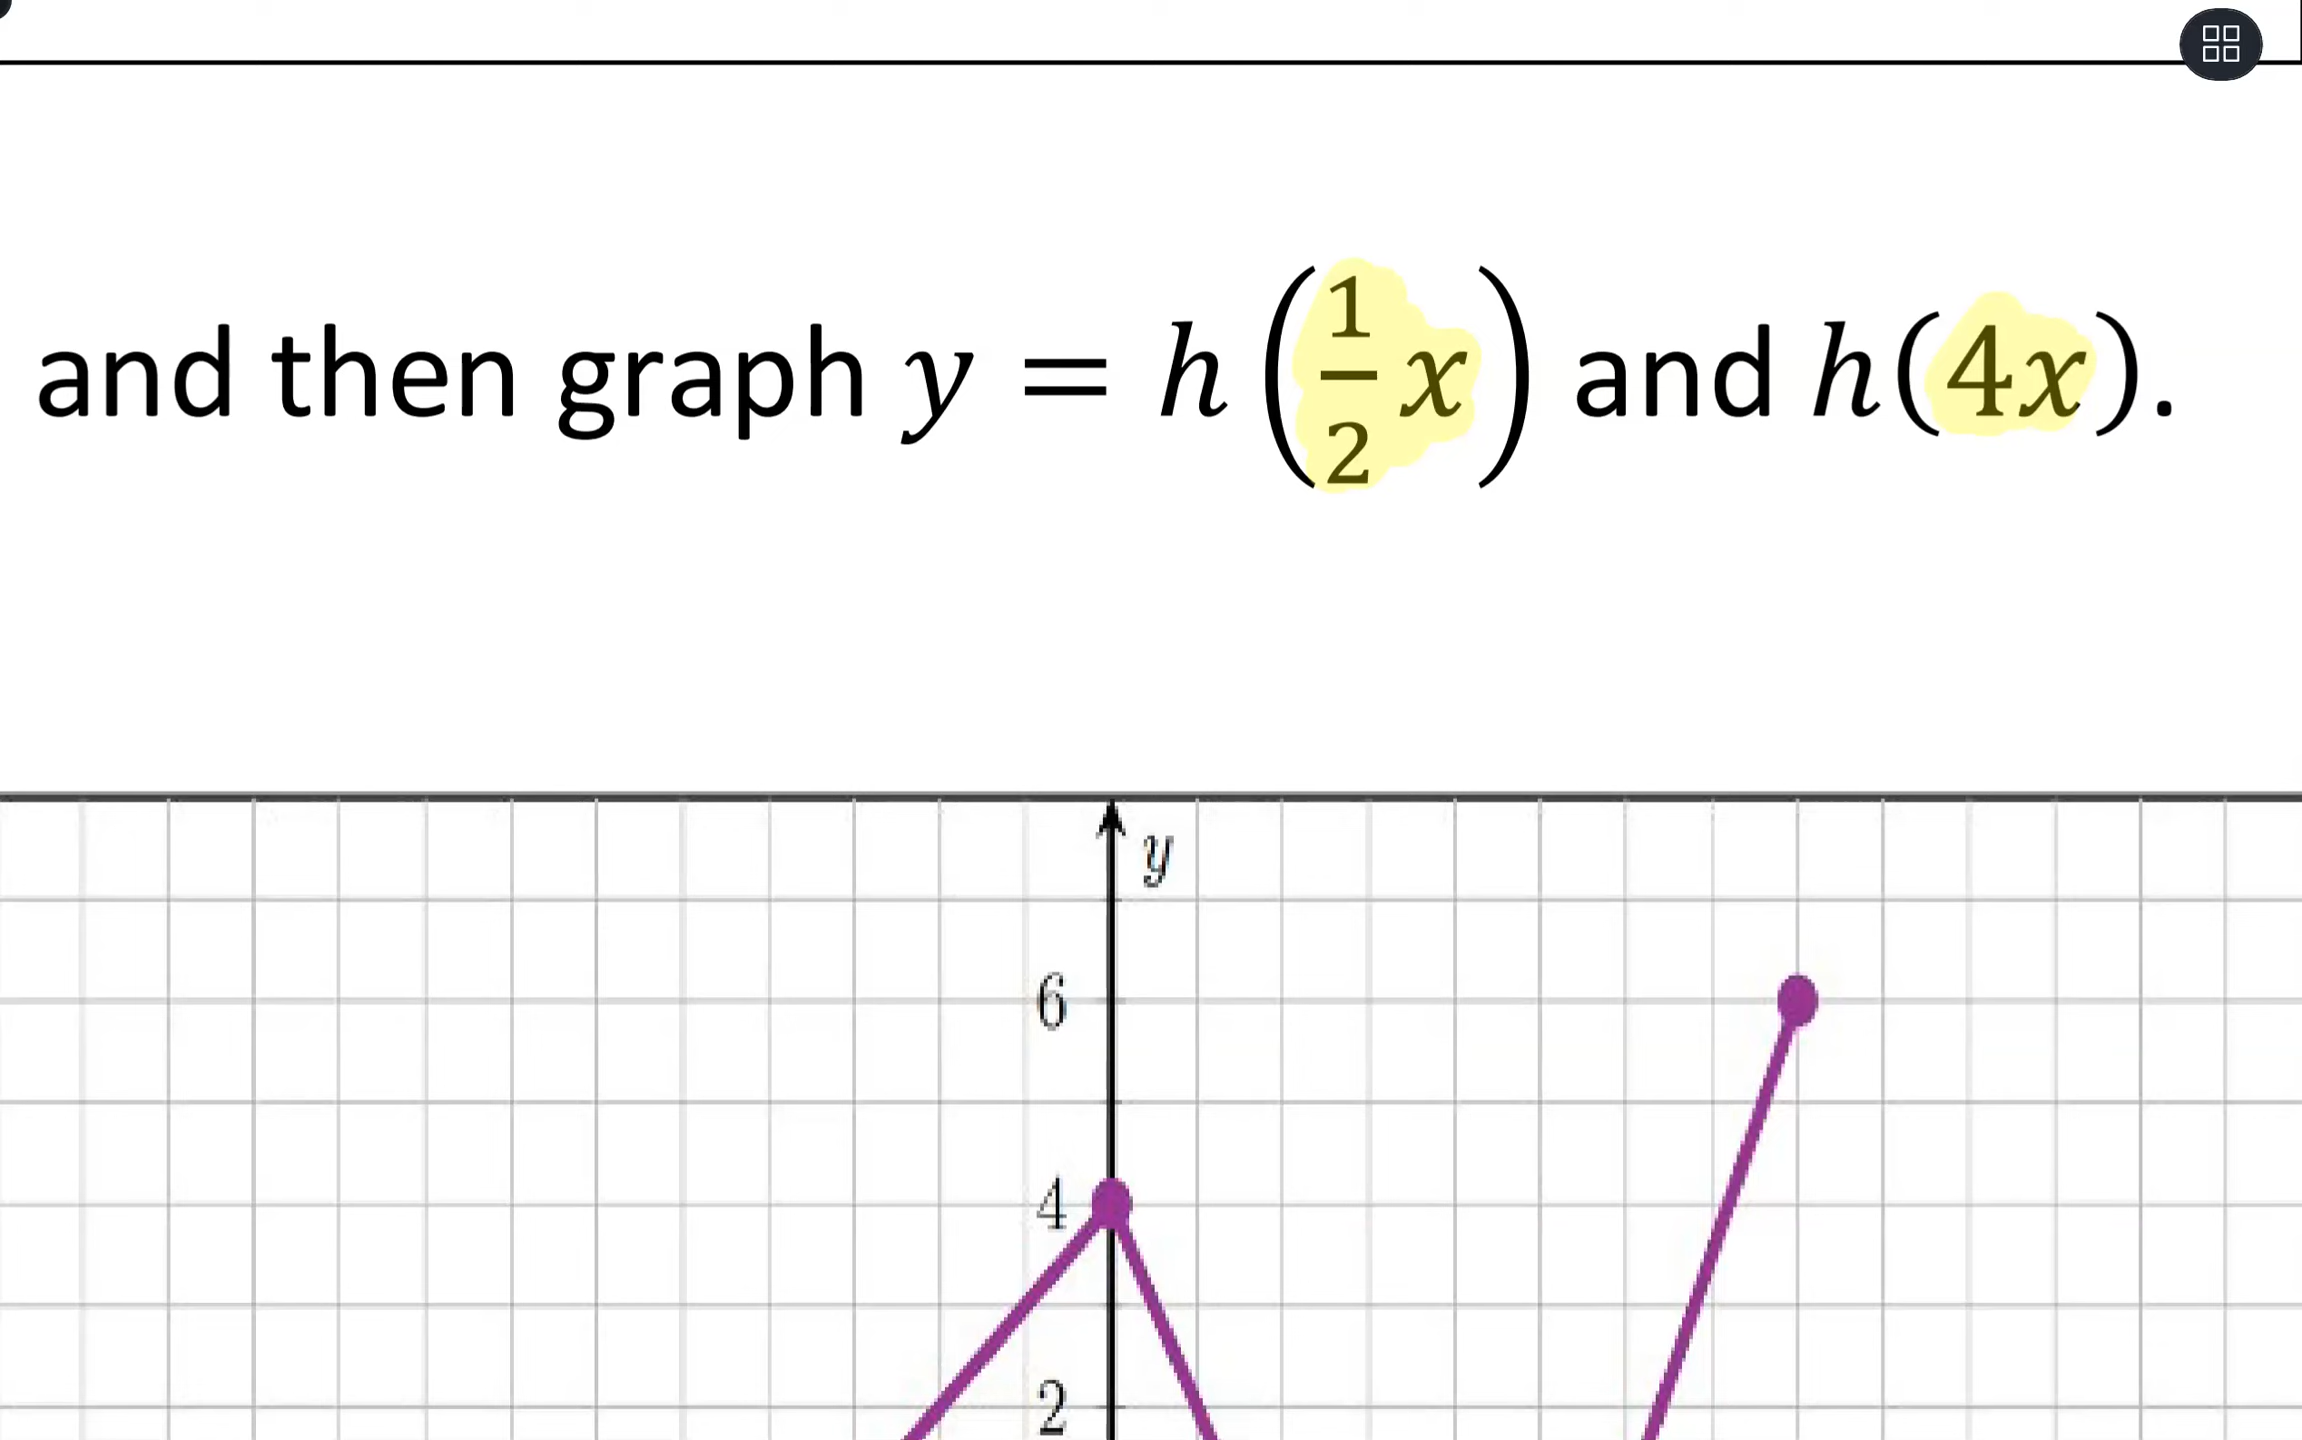 and then graph y = h(1/2 x) and h(4x).
y
6
4
2